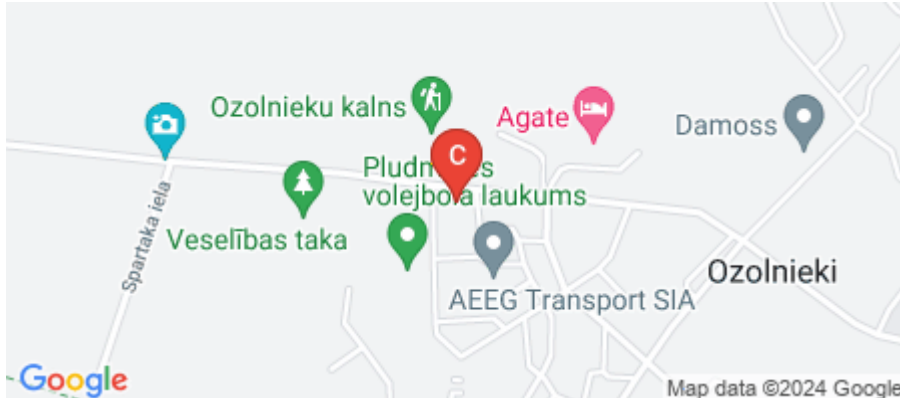 Ozolnieku kalns
Agate
Damoss
C
volejbola laukums
Spartaka iela
Veselības taka
Ozolnieki
AEEG Transport SIA
Google
Map data ©2024 Google